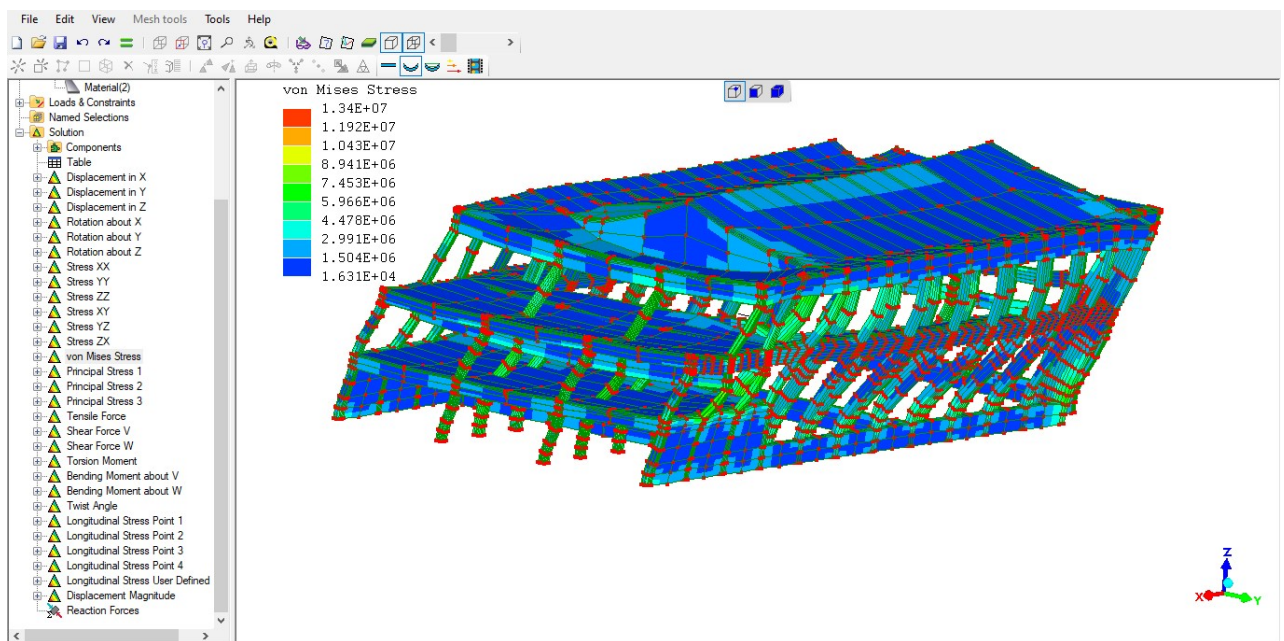 File Edit View Mesh tools Tools Help
Material(2)
Loads & Constraints
Named Selections
Solution
Components
Table
Displacement in X
Displacement in Y
Displacement in Z
Rotation about X
Rotation about Y
Rotation about Z
Stress XX
Stress YY
Stress ZZ
Stress XY
Stress YZ
Stress ZX
von Mises Stress
Principal Stress 1
Principal Stress 2
Principal Stress 3
Tensile Force
Shear Force V
Shear Force W
Torsion Moment
Bending Moment about V
Bending Moment about W
Twist Angle
Longitudinal Stress Point 1
Longitudinal Stress Point 2
Longitudinal Stress Point 3
Longitudinal Stress Point 4
Longitudinal Stress User Defined
Displacement Magnitude
Reaction Forces
von Mises Stress
1.34E+07
1.192E+07
1.043E+07
8.941E+06
7.453E+06
5.966E+06
4.478E+06
2.991E+06
1.504E+06
1.631E+04
Z
X
Y